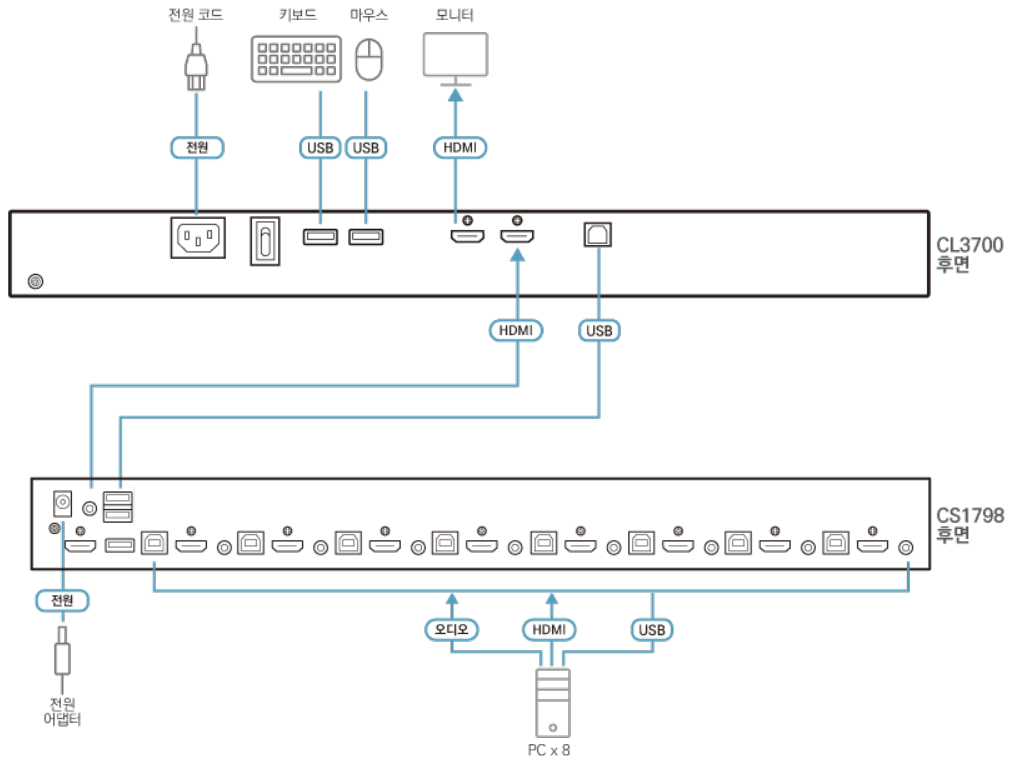 전원 코드
키보드
마우스
모니터
전원
USB
USB
HDMI
CL3700
후면
HDMI
USB
CS1798
후면
전원
오디오
HDMI
USB
전원
어댑터
PC x 8